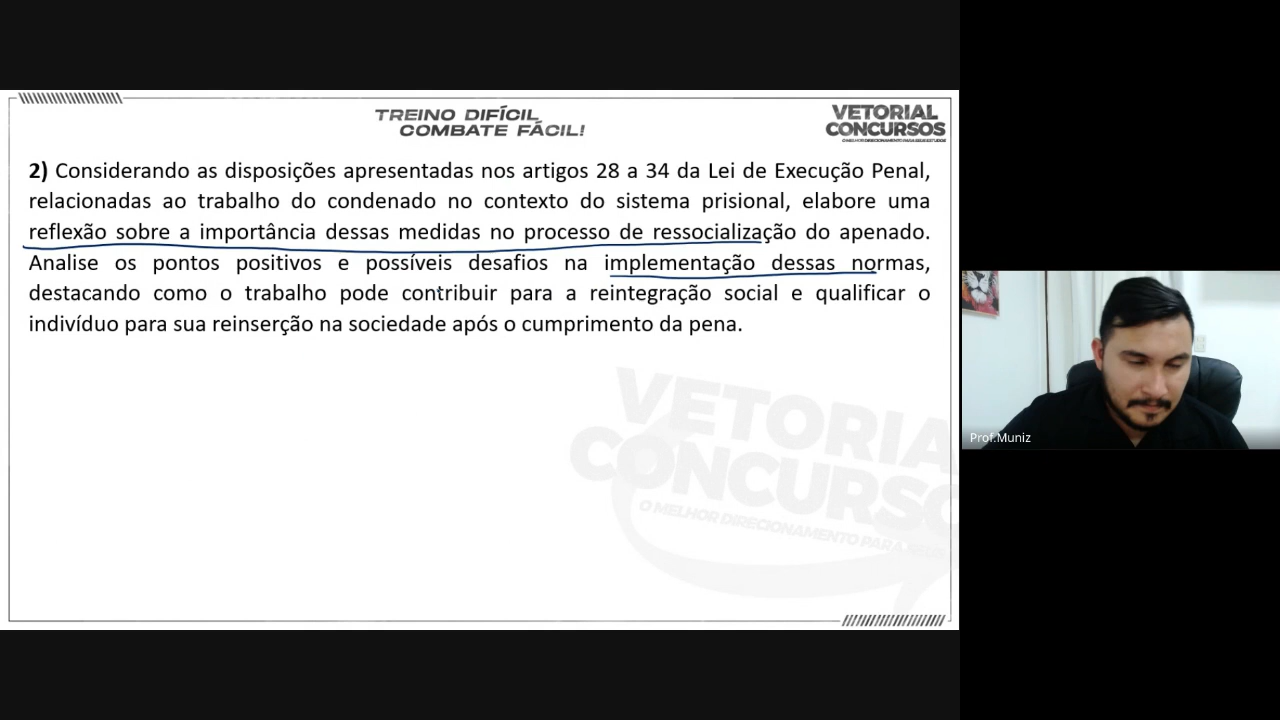 TREINO DIFÍCIL
COMBATE FÁCIL!
VETORIAL
CONCURSOS
2) Considerando as disposições apresentadas nos artigos 28 a 34 da Lei de Execução Penal,
relacionadas ao trabalho do condenado no contexto do sistema prisional, elabore uma
reflexão sobre a importância dessas medidas no processo de ressocialização do apenado.
Analise os pontos positivos e possíveis desafios na implementação dessas normas,
destacando como o trabalho pode contribuir para a reintegração social e qualificar o
indivíduo para sua reinserção na sociedade após o cumprimento da pena.
VETORIAL
CONCURSO
O MELHOR DIRECIONAMENTO PARA
Prof.Muniz